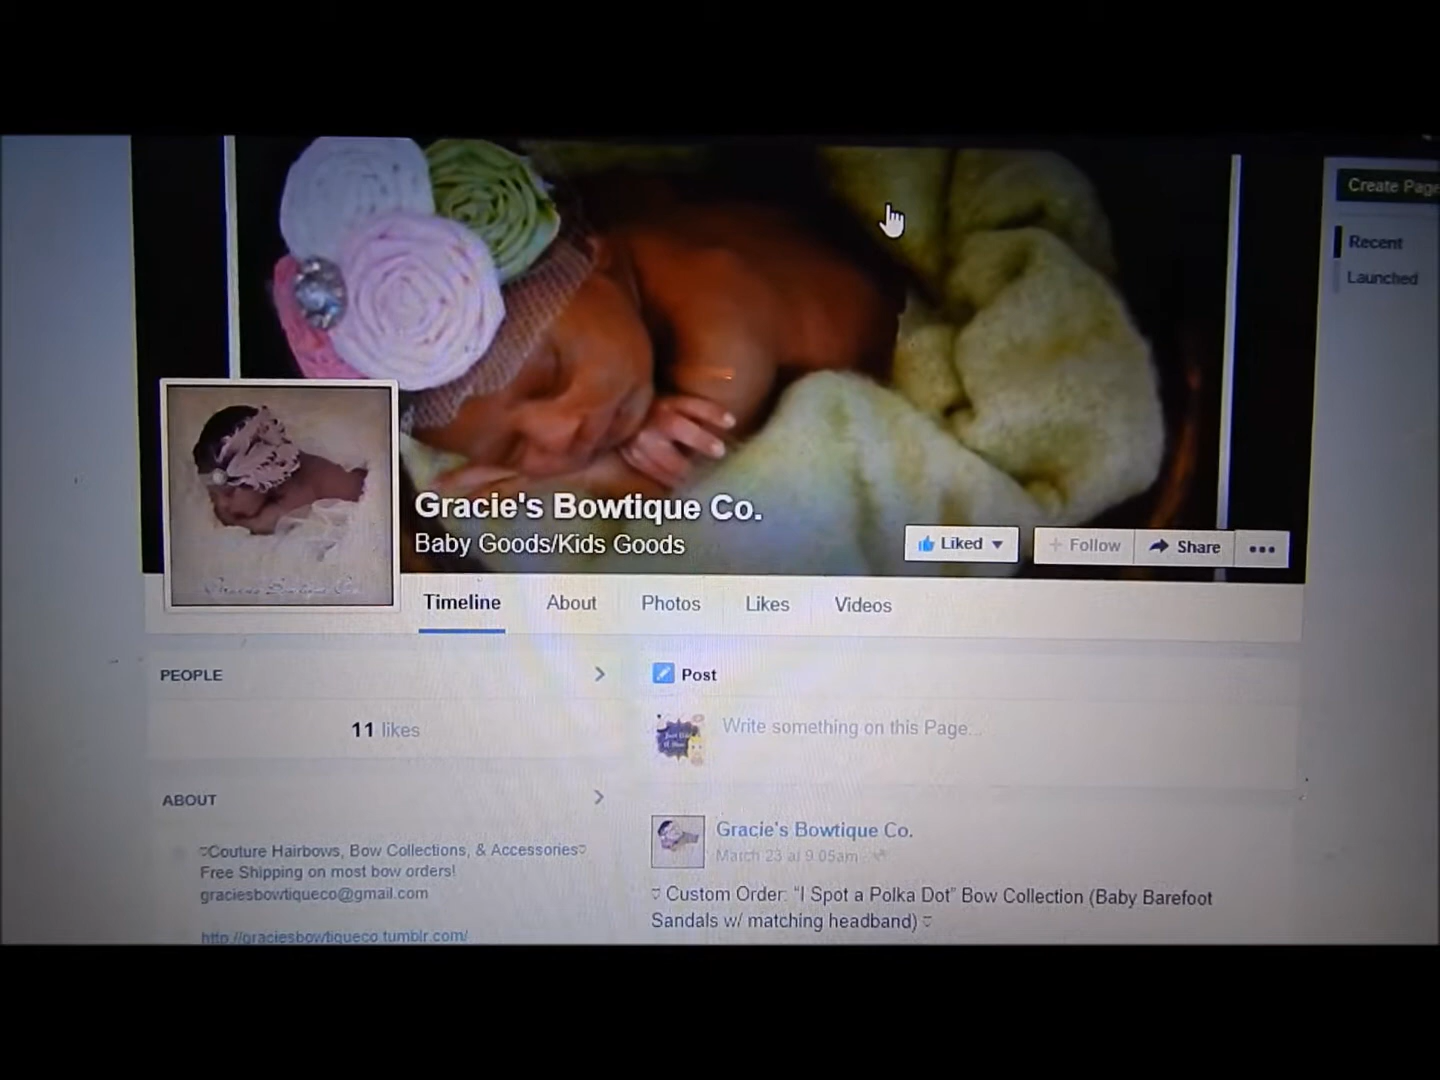 Create Page
Recent
Launched
Gracie's Bowtique Co.
Baby Goods/Kids Goods
Liked
+ Follow
Share
Timeline
About
Photos
Likes
Videos
PEOPLE
11 likes
ABOUT
♡Couture Hairbows, Bow Collections, & Accessories♡
Free Shipping on most bow orders!
graciesbowtiqueco@gmail.com
http://graciesbowtiqueco.tumblr.com/
Post
Write something on this Page...
Gracie's Bowtique Co.
March 23 at 9:05am
♡ Custom Order: "I Spot a Polka Dot" Bow Collection (Baby Barefoot
Sandals w/ matching headband) ♡